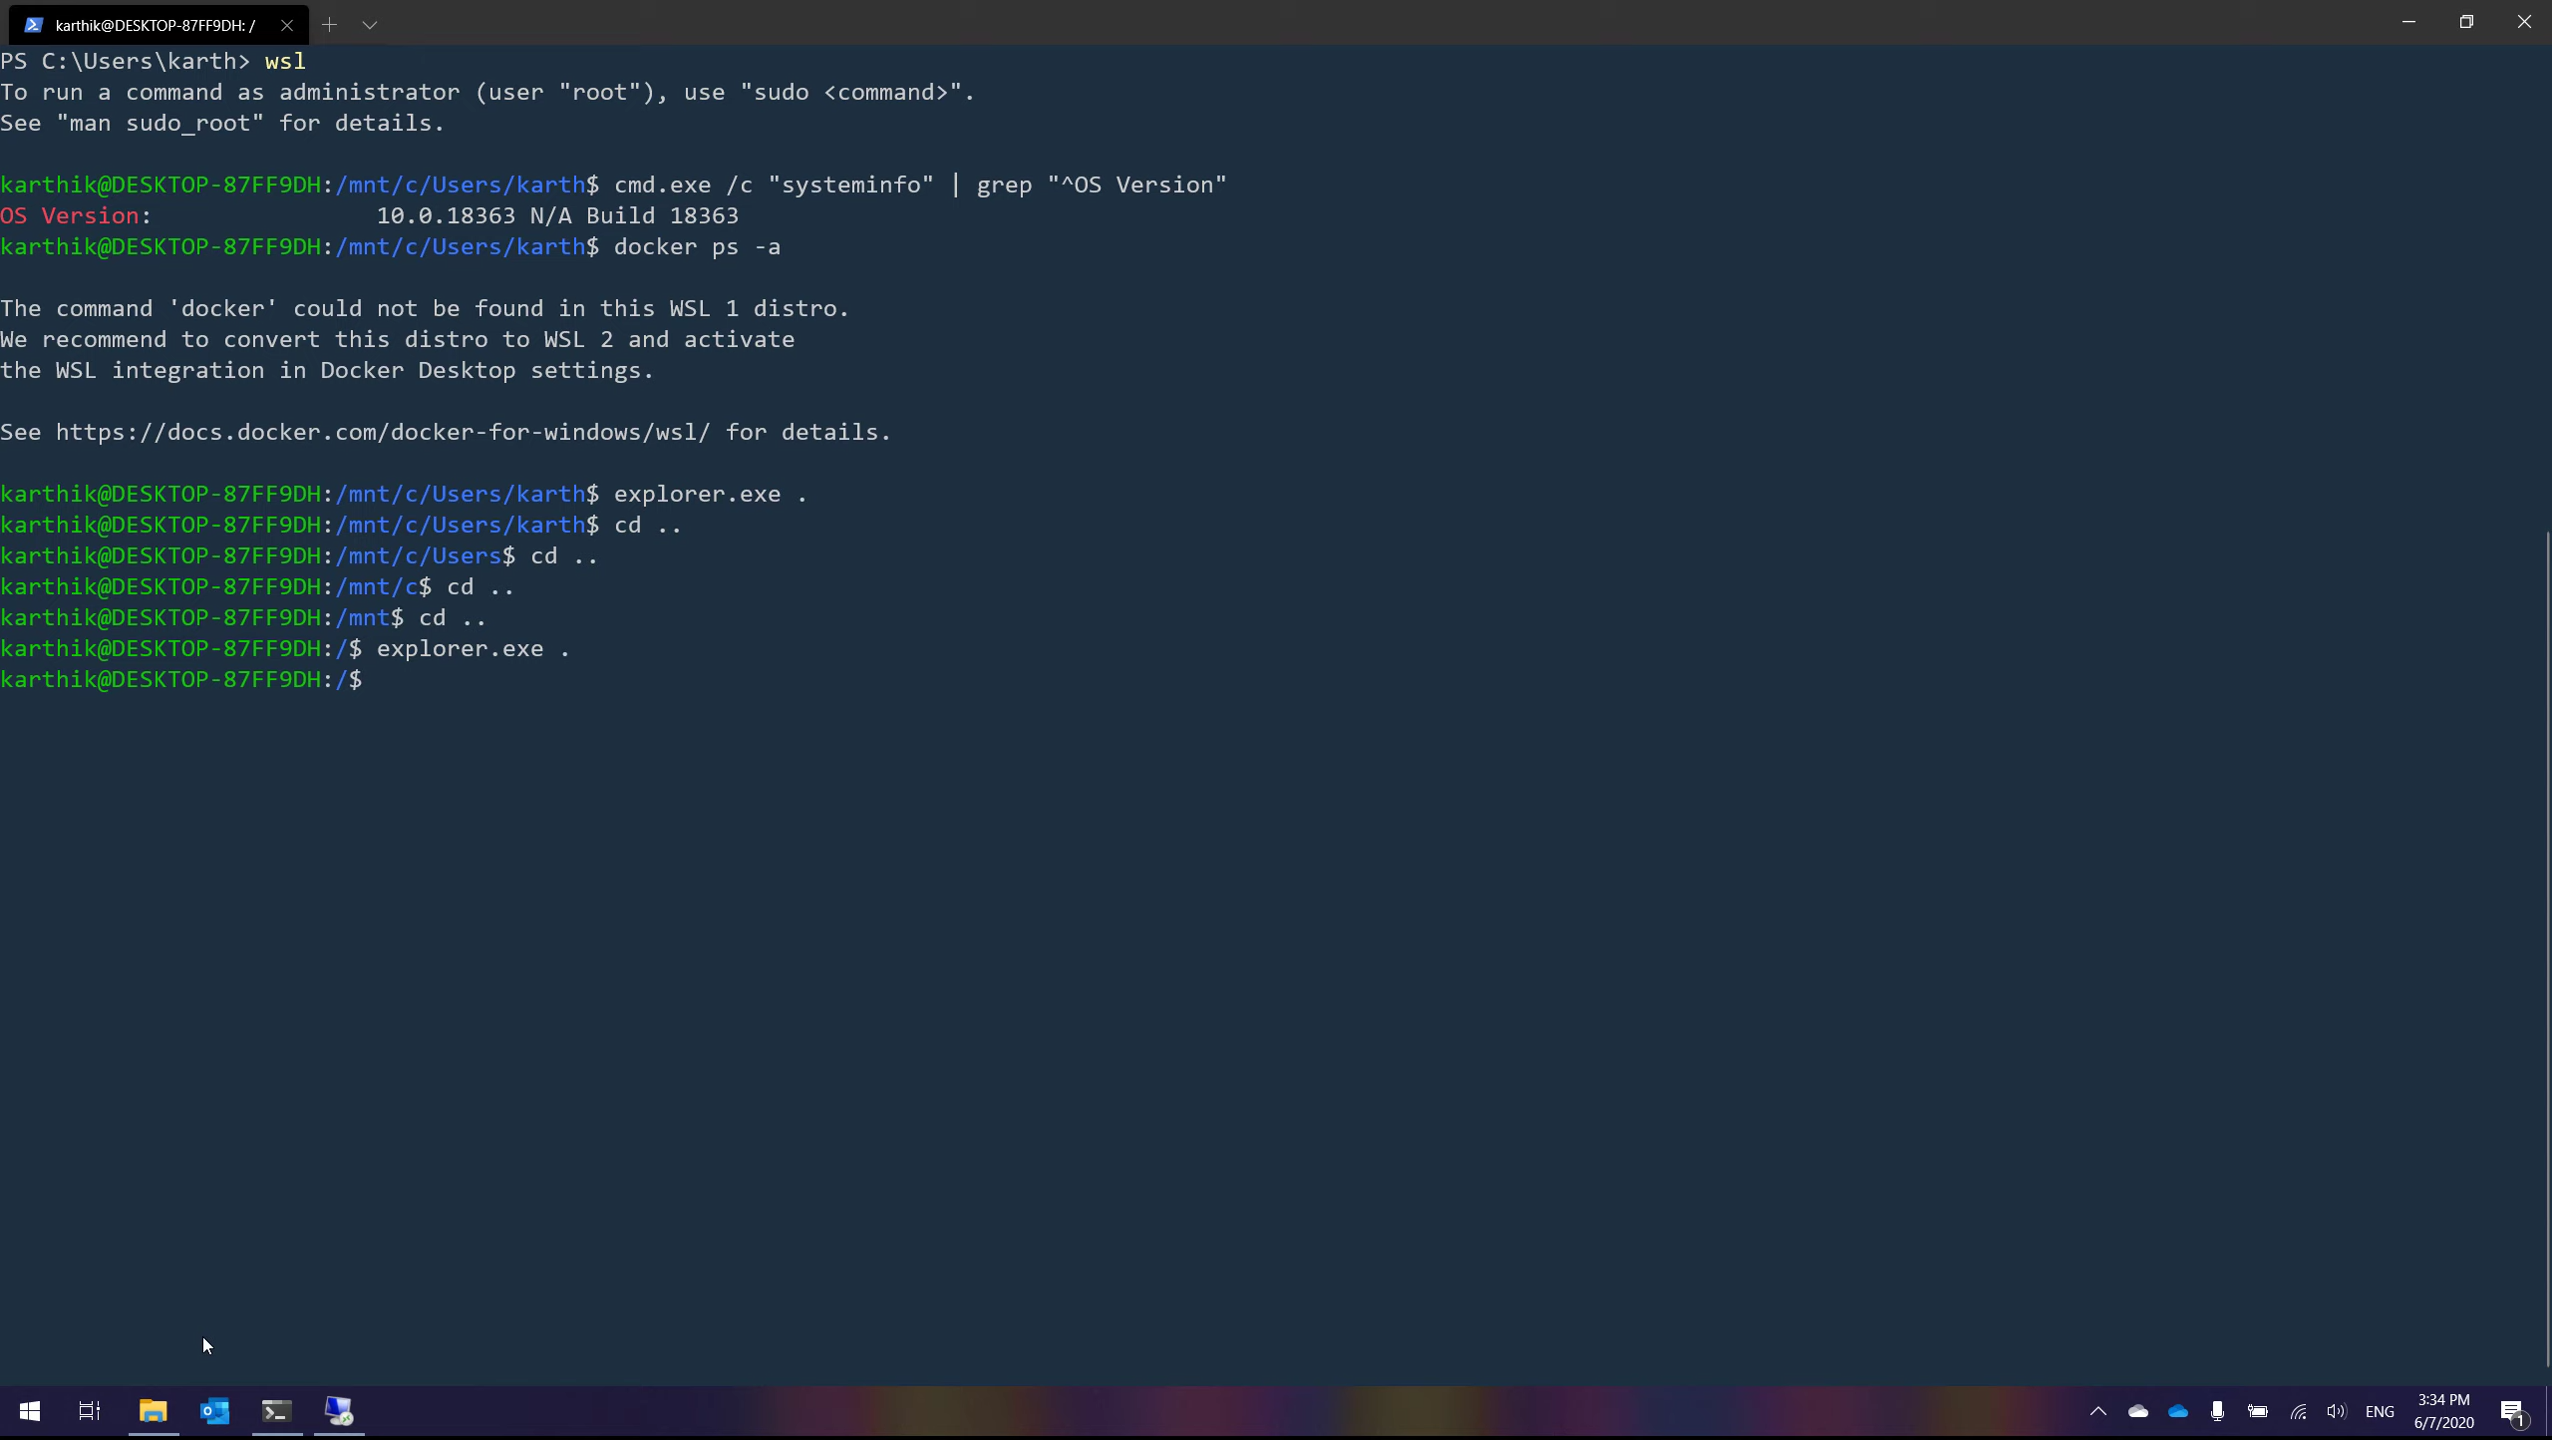 karthik@DESKTOP-87FF9DH: /
PS C:\Users\karth> wsl
To run a command as administrator (user "root"), use "sudo <command>".
See "man sudo_root" for details.
karthik@DESKTOP-87FF9DH:/mnt/c/Users/karth$ cmd.exe /c "systeminfo" | grep "^OS Version"
OS Version:                10.0.18363 N/A Build 18363
karthik@DESKTOP-87FF9DH:/mnt/c/Users/karth$ docker ps -a
The command 'docker' could not be found in this WSL 1 distro.
We recommend to convert this distro to WSL 2 and activate
the WSL integration in Docker Desktop settings.
See https://docs.docker.com/docker-for-windows/wsl/ for details.
karthik@DESKTOP-87FF9DH:/mnt/c/Users/karth$ explorer.exe .
karthik@DESKTOP-87FF9DH:/mnt/c/Users/karth$ cd ..
karthik@DESKTOP-87FF9DH:/mnt/c/Users$ cd ..
karthik@DESKTOP-87FF9DH:/mnt/c$ cd ..
karthik@DESKTOP-87FF9DH:/mnt$ cd ..
karthik@DESKTOP-87FF9DH:/$ explorer.exe .
karthik@DESKTOP-87FF9DH:/$
ENG
3:34 PM
6/7/2020
1